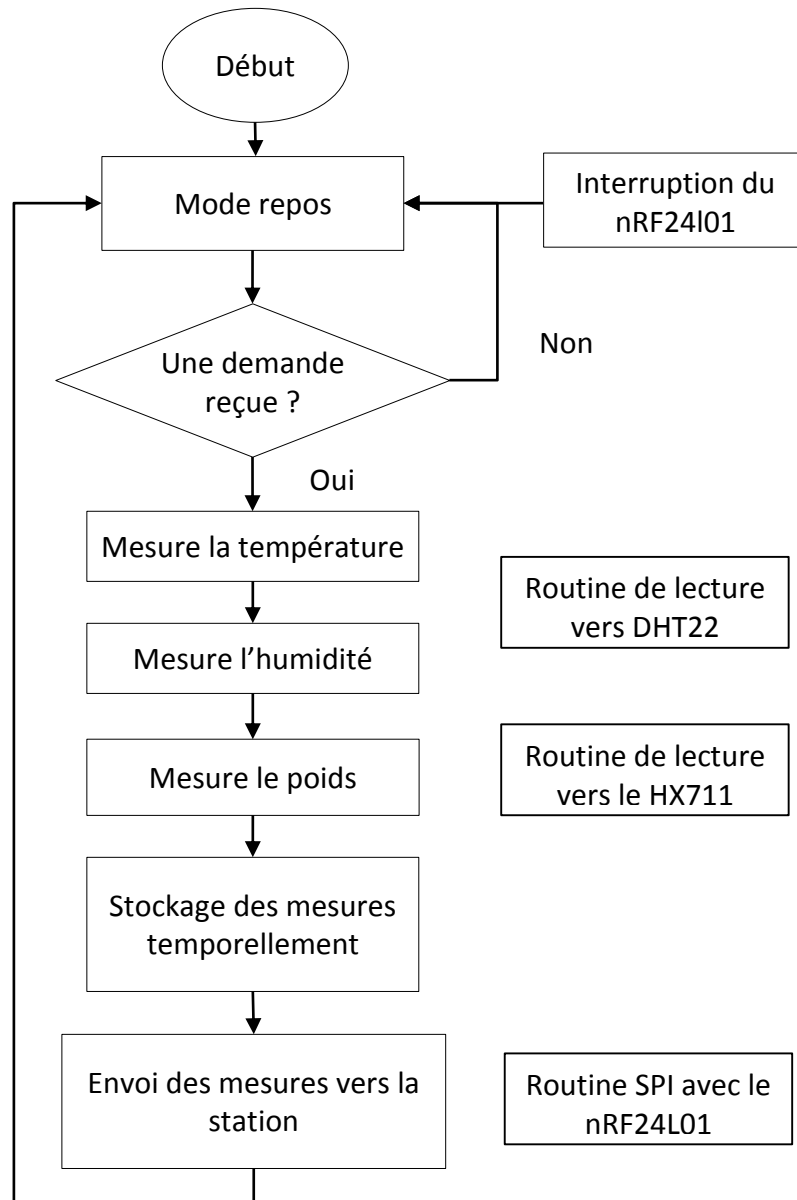 Début
Mode repos
Interruption du
nRF24l01
Une demande
reçue ?
Non
Oui
Mesure la température
Routine de lecture
vers DHT22
Mesure l’humidité
Mesure le poids
Routine de lecture
vers le HX711
Stockage des mesures
temporellement
Envoi des mesures vers la
station
Routine SPI avec le
nRF24L01